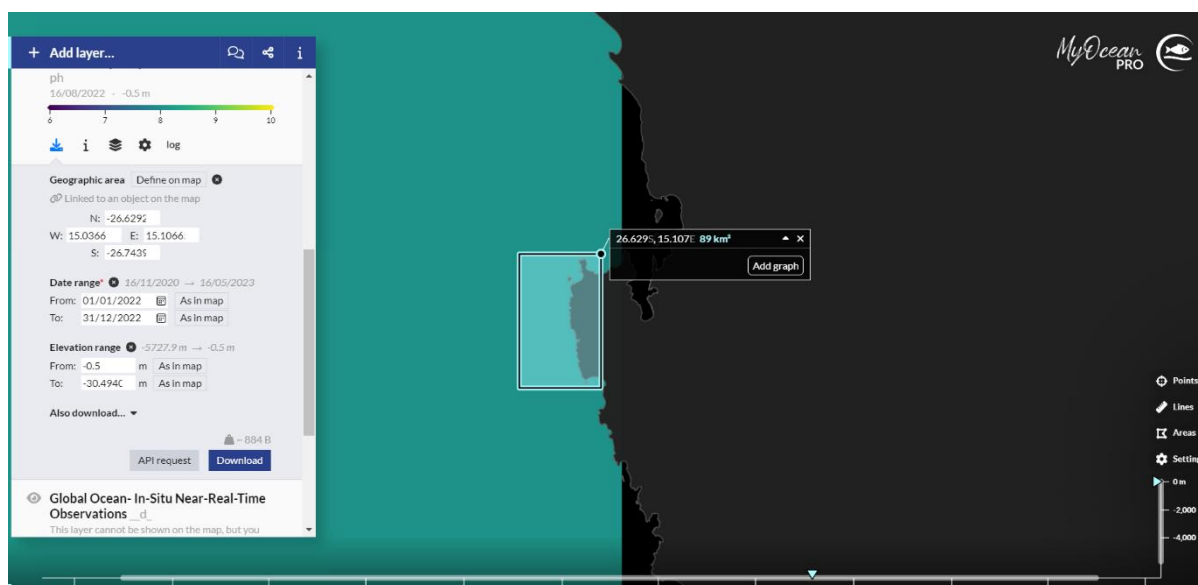 + Add layer... i
ph
16/08/2022 - -0.5 m
6 7 8 9 10
i log
Geographic area Define on map
Linked to an object on the map
N: -26.6292
W: 15.0366 E: 15.1066
S: -26.7439
Date range* 16/11/2020 → 16/05/2023
From: 01/01/2022 As in map
To: 31/12/2022 As in map
Elevation range -5727.9 m → -0.5 m
From: -0.5 m As in map
To: -30.4940 m As in map
Also download...
~ 884 B
API request Download
Global Ocean- In-Situ Near-Real-Time
Observations __d_
This layer cannot be shown on the map, but you
26.629S, 15.107E 89 km²
Add graph
MyOcean
PRO
Points
Lines
Areas
Setting
0 m
-2,000
-4,000